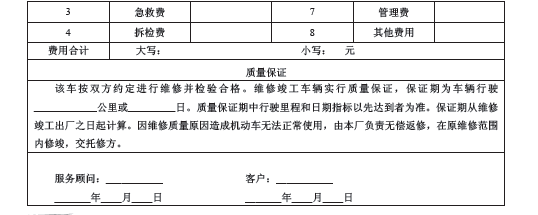 3 急救费 7 管理费
4 拆检费 8 其他费用
费用合计 大写： 小写： 元
质量保证
该车按双方约定进行维修并检验合格。维修竣工车辆实行质量保证，保证期为车辆行驶
__________公里或________日。质量保证期中行驶里程和日期指标以先达到者为准。保证期从维修
竣工出厂之日起计算。因维修质量原因造成机动车无法正常使用，由本厂负责无偿返修，在原维修范围
内修竣，交托修方。
服务顾问：__________ 客户：__________
______年____月____日 ______年____月____日